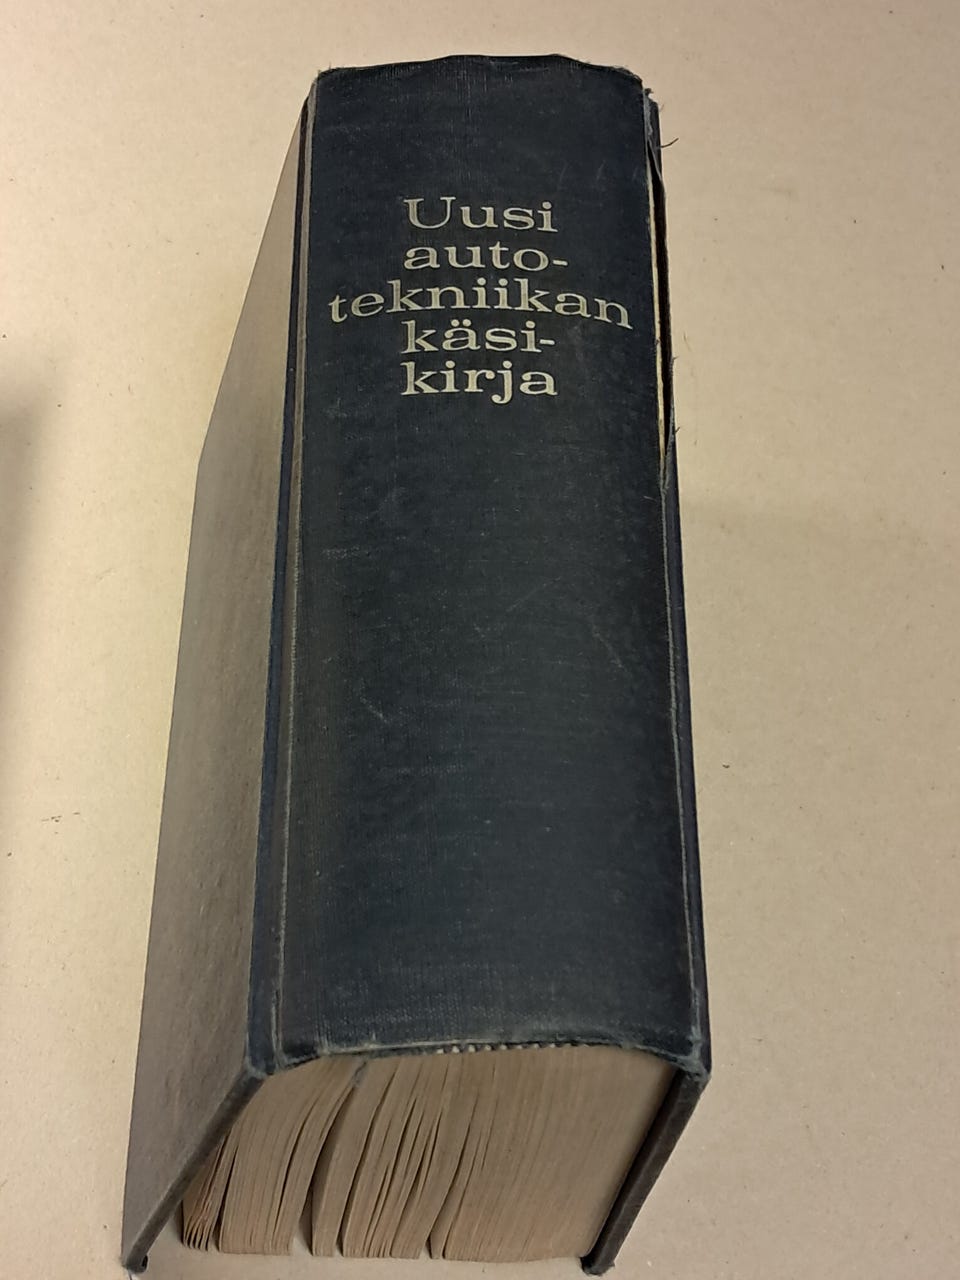 Uusi
auto-
tekniikan
käsi-
kirja